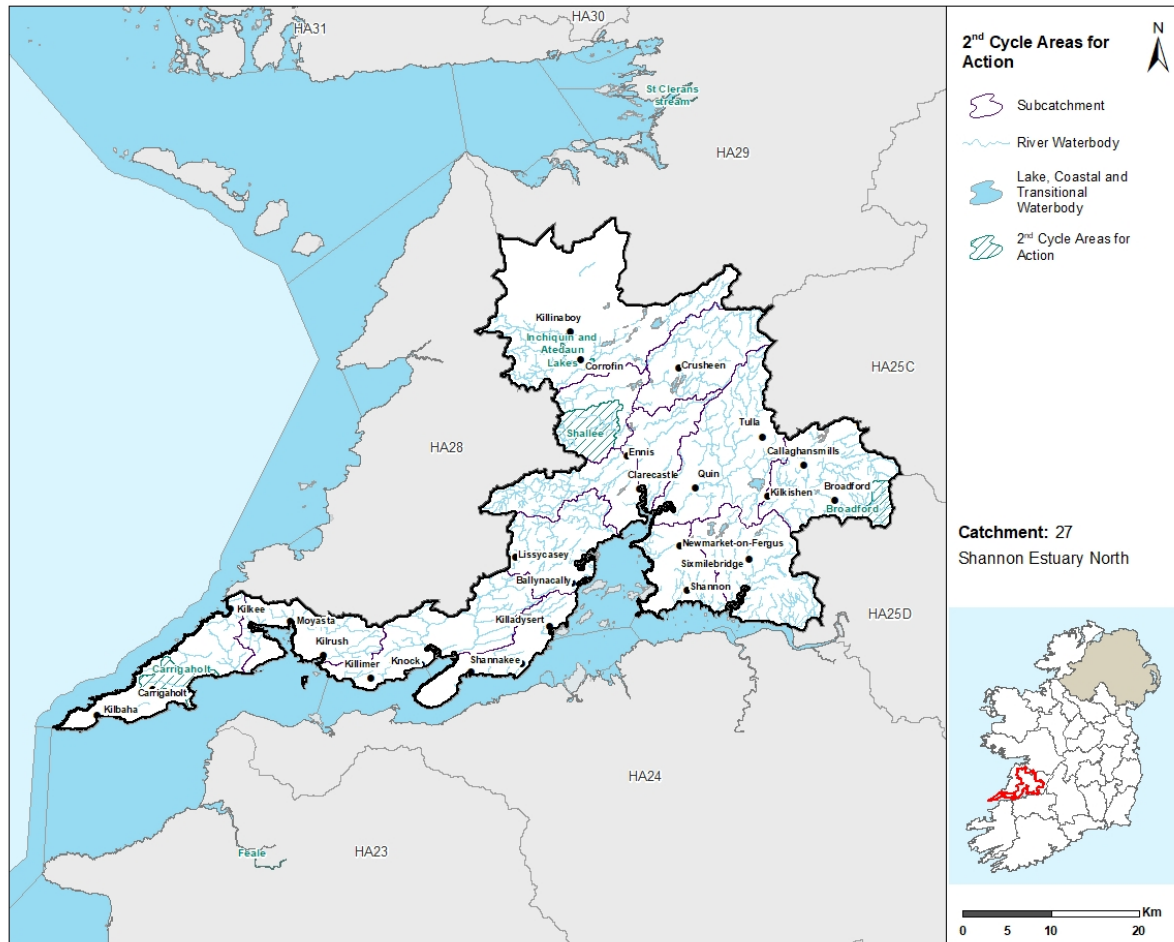 HA31
HA30
St Clerans
stream
HA29
Killinaboy
Inchiquin and
Atedaun
Lakes
Corrofin
Crusheen
HA25C
Shallee
Tulla
HA28
Ennis
Callaghansmills
Clarecastle
Quin
Broadford
Kilkishen
Broadford
Newmarket-on-Fergus
Lissycasey
Sixmilebridge
Ballynacally
Shannon
HA25D
Kilkee
Moyasta
Killadysert
Kilrush
Killimer
Knock
Shannakee
Carrigaholt
Carrigaholt
Kilbaha
HA24
HA23
Feale
2nd Cycle Areas for
Action
N
Subcatchment
River Waterbody
Lake, Coastal and
Transitional
Waterbody
2nd Cycle Areas for
Action
Catchment: 27
Shannon Estuary North
Km
0 5 10 20